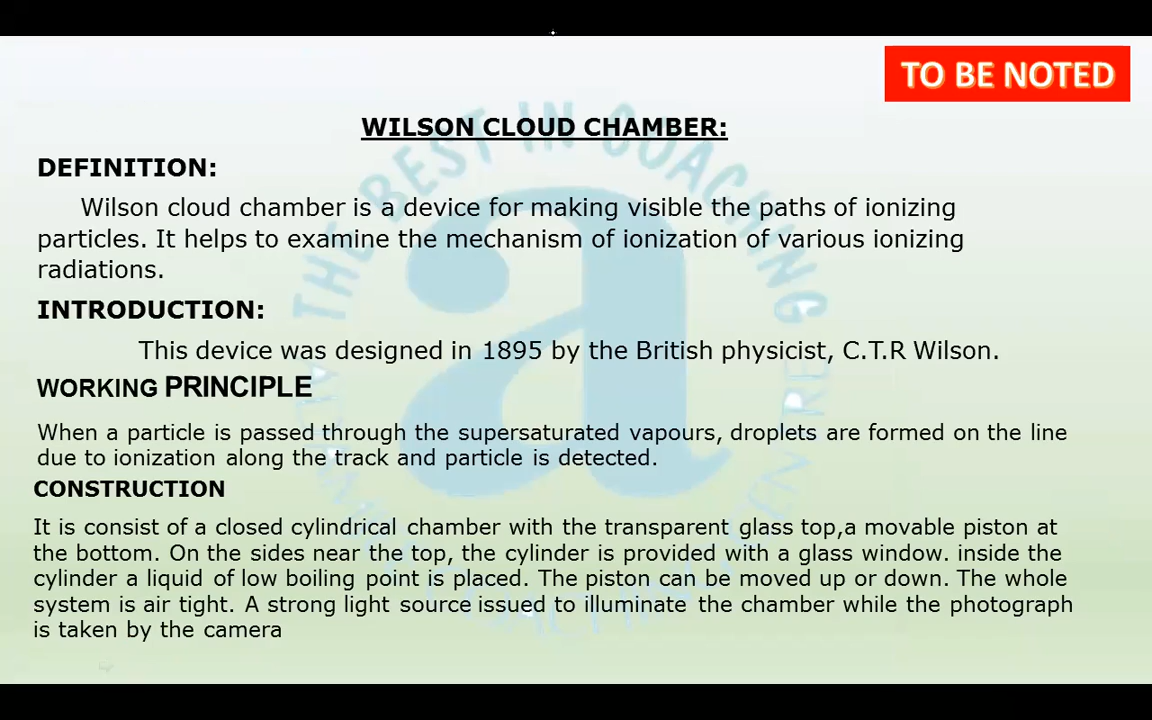 TO BE NOTED
WILSON CLOUD CHAMBER:
DEFINITION:
Wilson cloud chamber is a device for making visible the paths of ionizing
particles. It helps to examine the mechanism of ionization of various ionizing
radiations.
INTRODUCTION:
This device was designed in 1895 by the British physicist, C.T.R Wilson.
WORKING PRINCIPLE
When a particle is passed through the supersaturated vapours, droplets are formed on the line
due to ionization along the track and particle is detected.
CONSTRUCTION
It is consist of a closed cylindrical chamber with the transparent glass top,a movable piston at
the bottom. On the sides near the top, the cylinder is provided with a glass window. inside the
cylinder a liquid of low boiling point is placed. The piston can be moved up or down. The whole
system is air tight. A strong light source issued to illuminate the chamber while the photograph
is taken by the camera
THE BEST IN COACHING
a